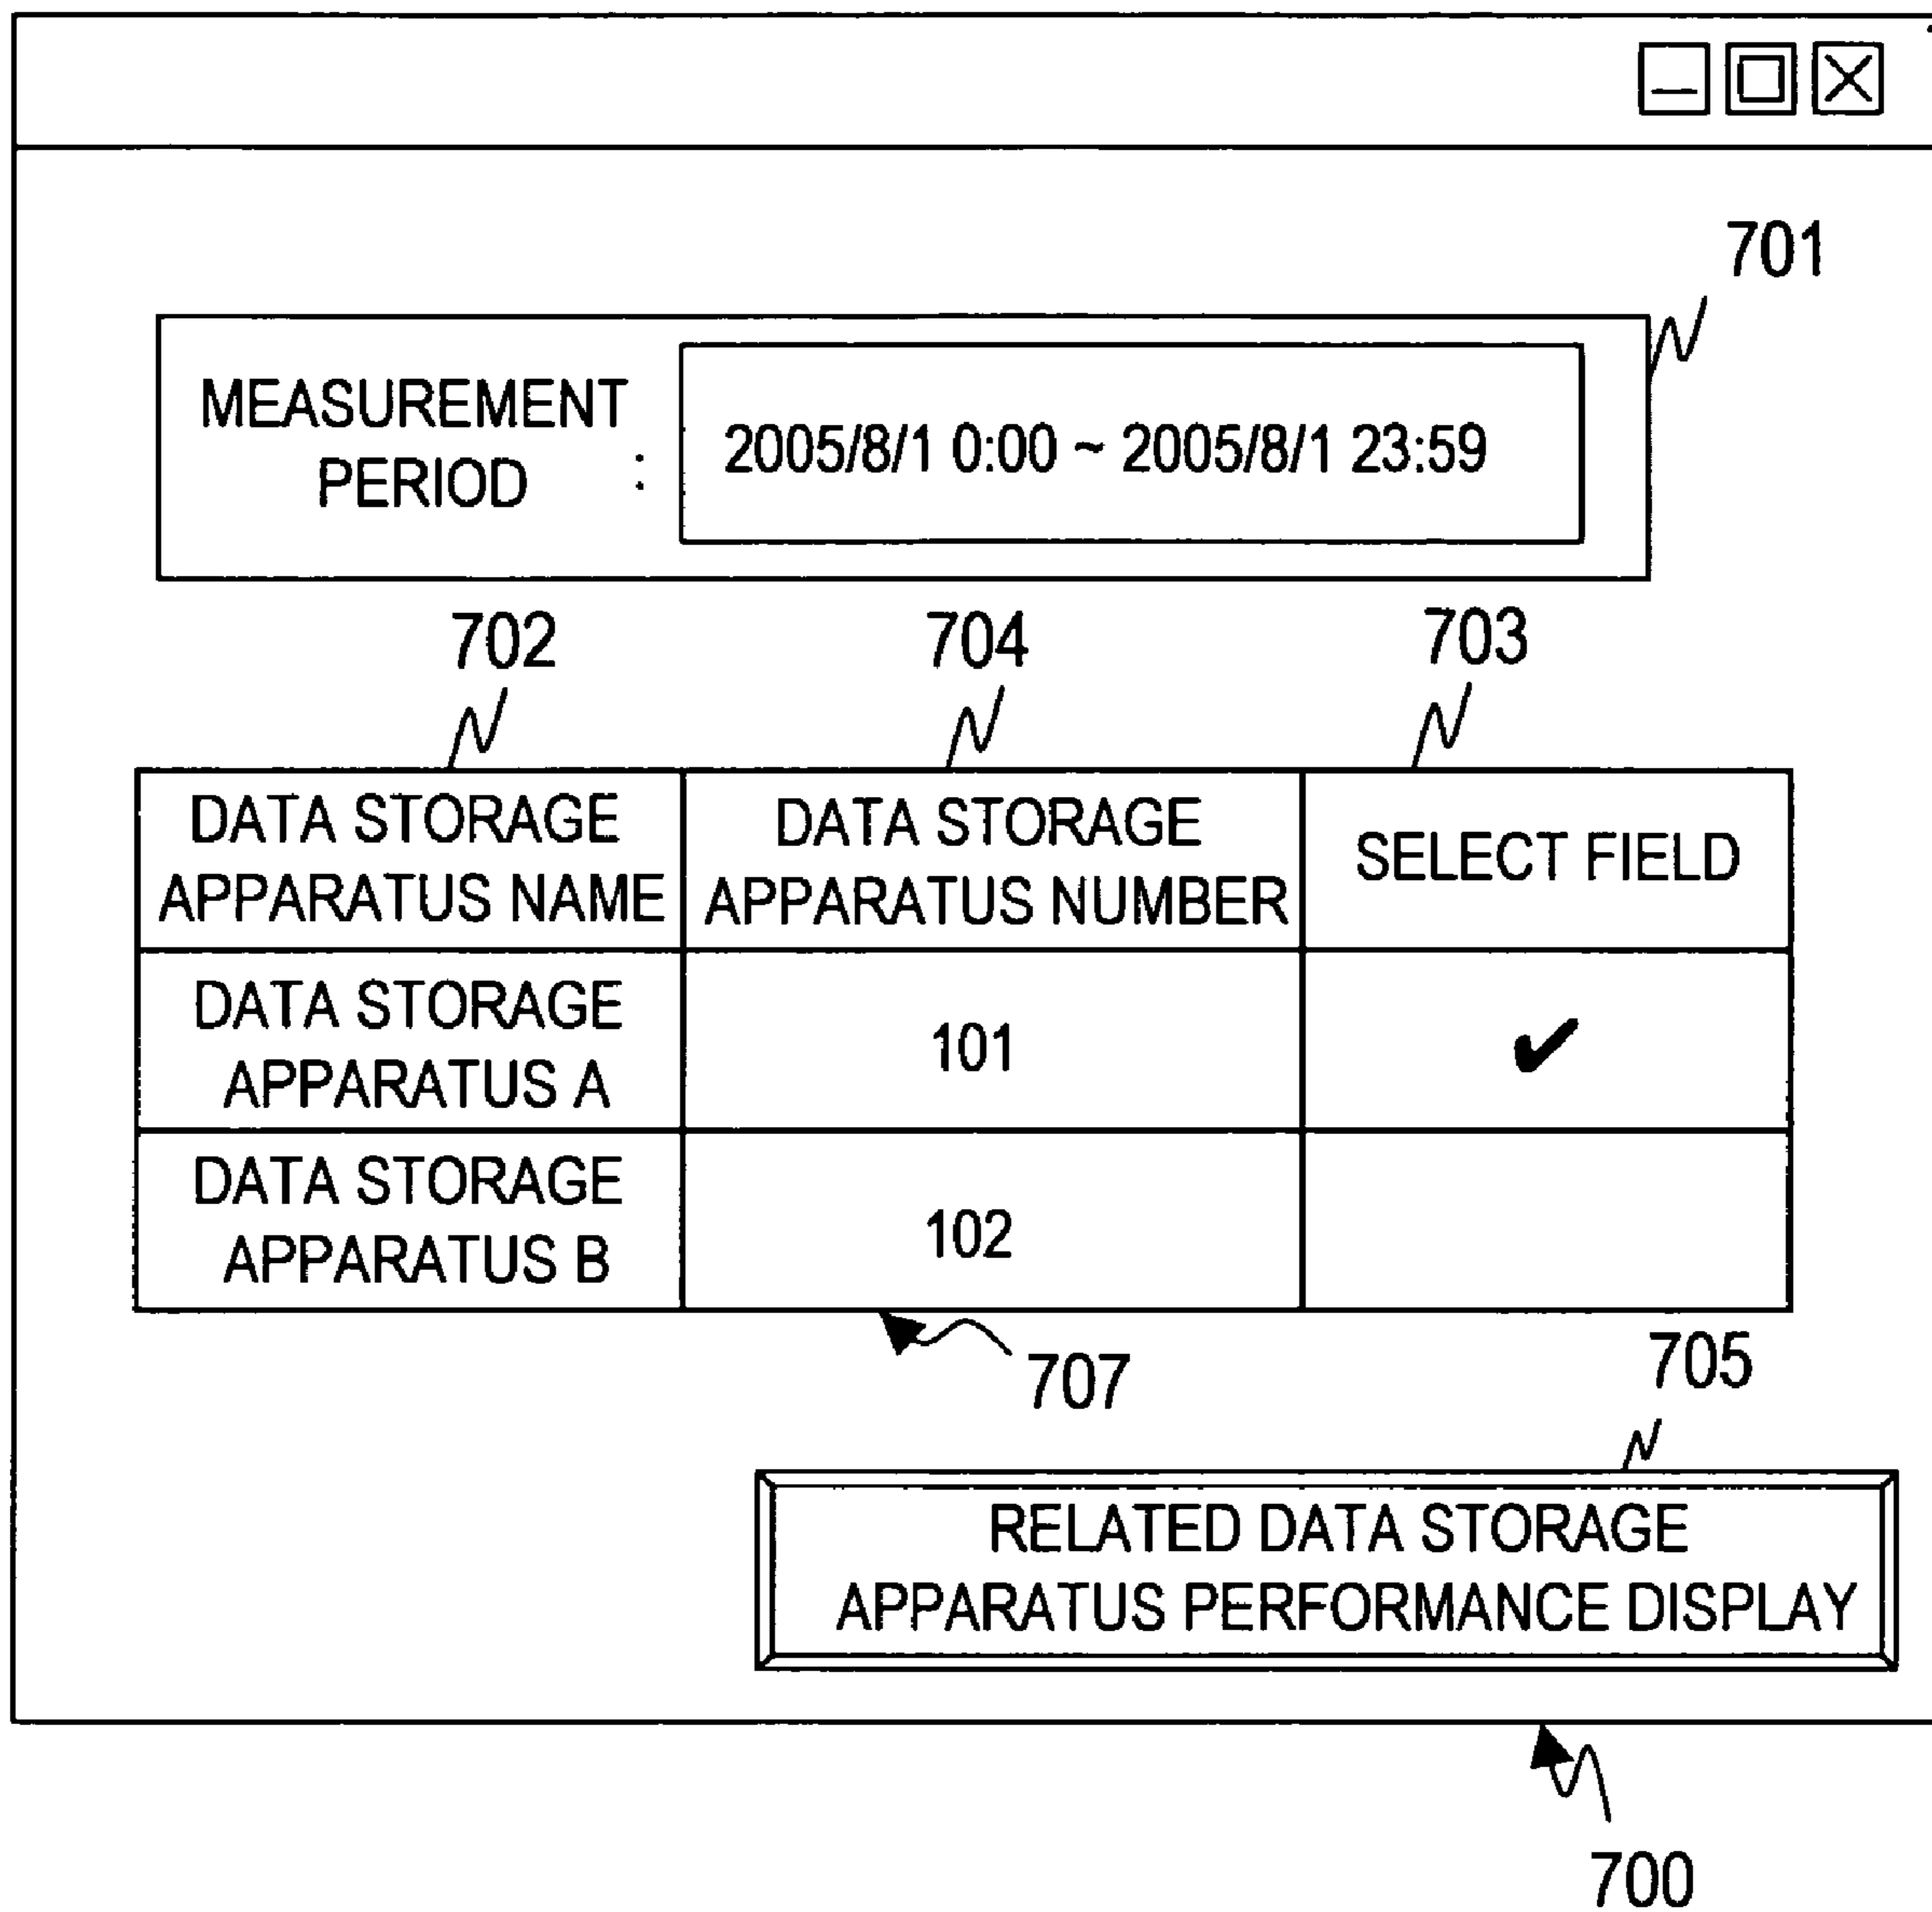 701
MEASUREMENT
PERIOD :
2005/8/1 0:00 ~ 2005/8/1 23:59
702
704
703
DATA STORAGE
APPARATUS NAME
DATA STORAGE
APPARATUS NUMBER
SELECT FIELD
DATA STORAGE
APPARATUS A
101
✔
DATA STORAGE
APPARATUS B
102
707
705
RELATED DATA STORAGE
APPARATUS PERFORMANCE DISPLAY
700